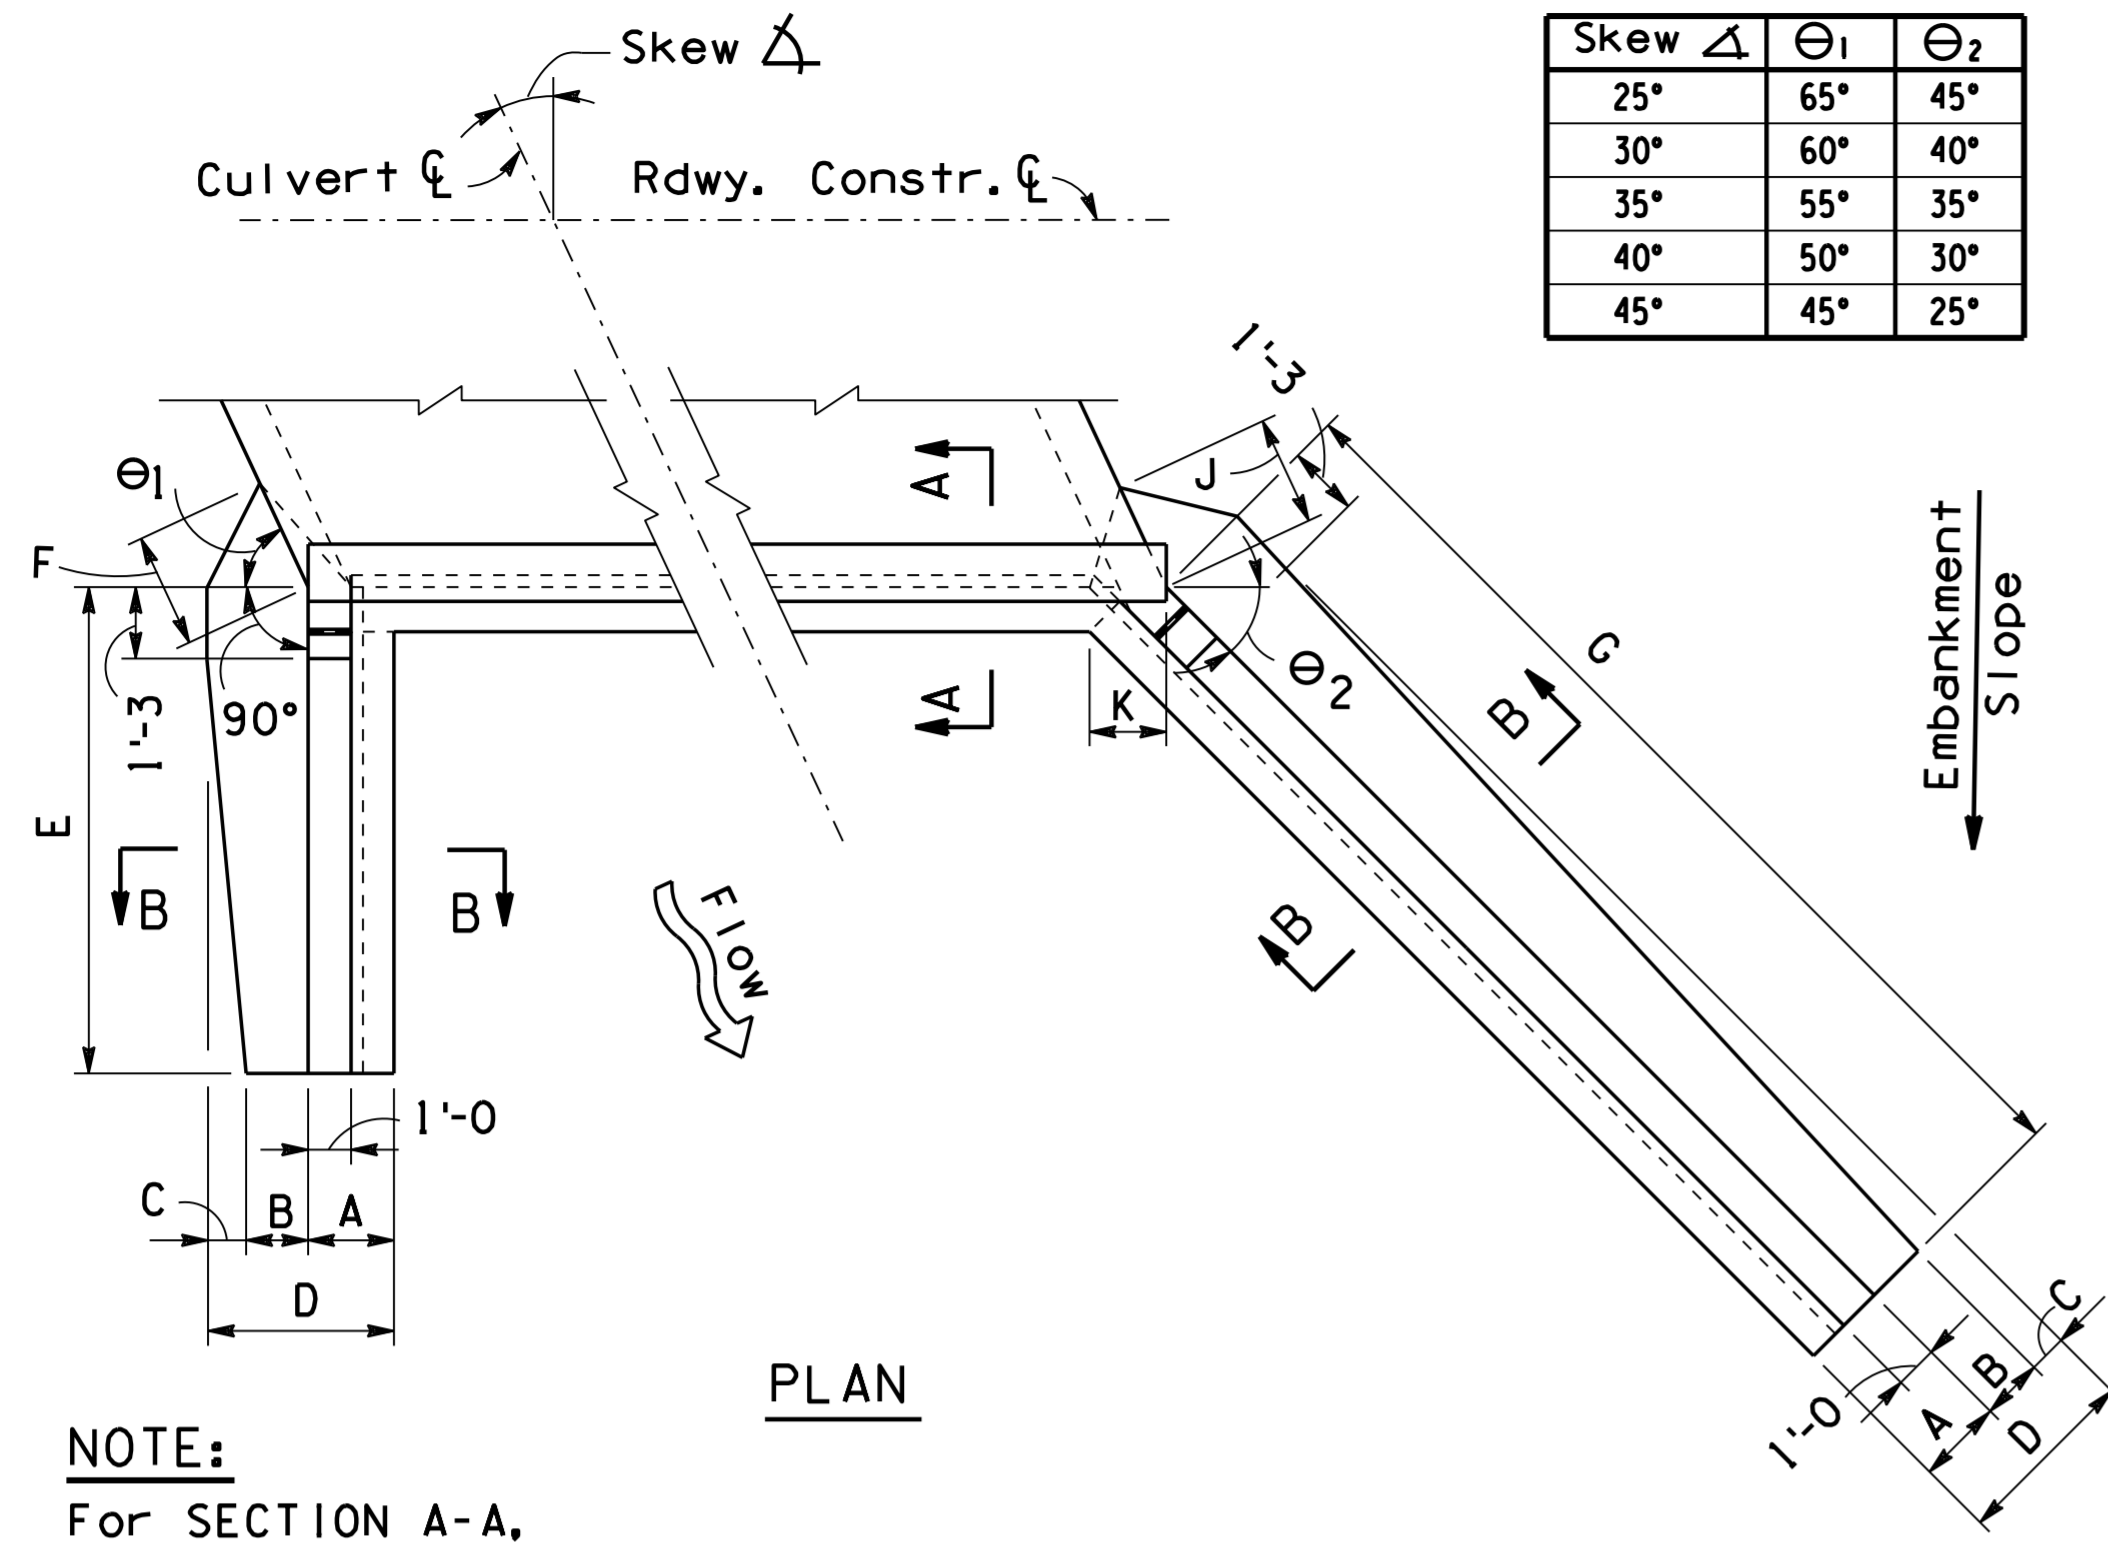 Skew ∡
Culvert ℄
Rdwy. Constr. ℄
Skew ∡ Θ1 Θ2
25° 65° 45°
30° 60° 40°
35° 55° 35°
40° 50° 30°
45° 45° 25°
Θ1
F
1'-3
90°
E
A
A
J
1'-3
G
Θ2
K
B
B
B
B
Embankment
Slope
Flow
1'-0
C
B
A
D
1'-0
A
B
C
D
PLAN
NOTE:
For SECTION A-A,